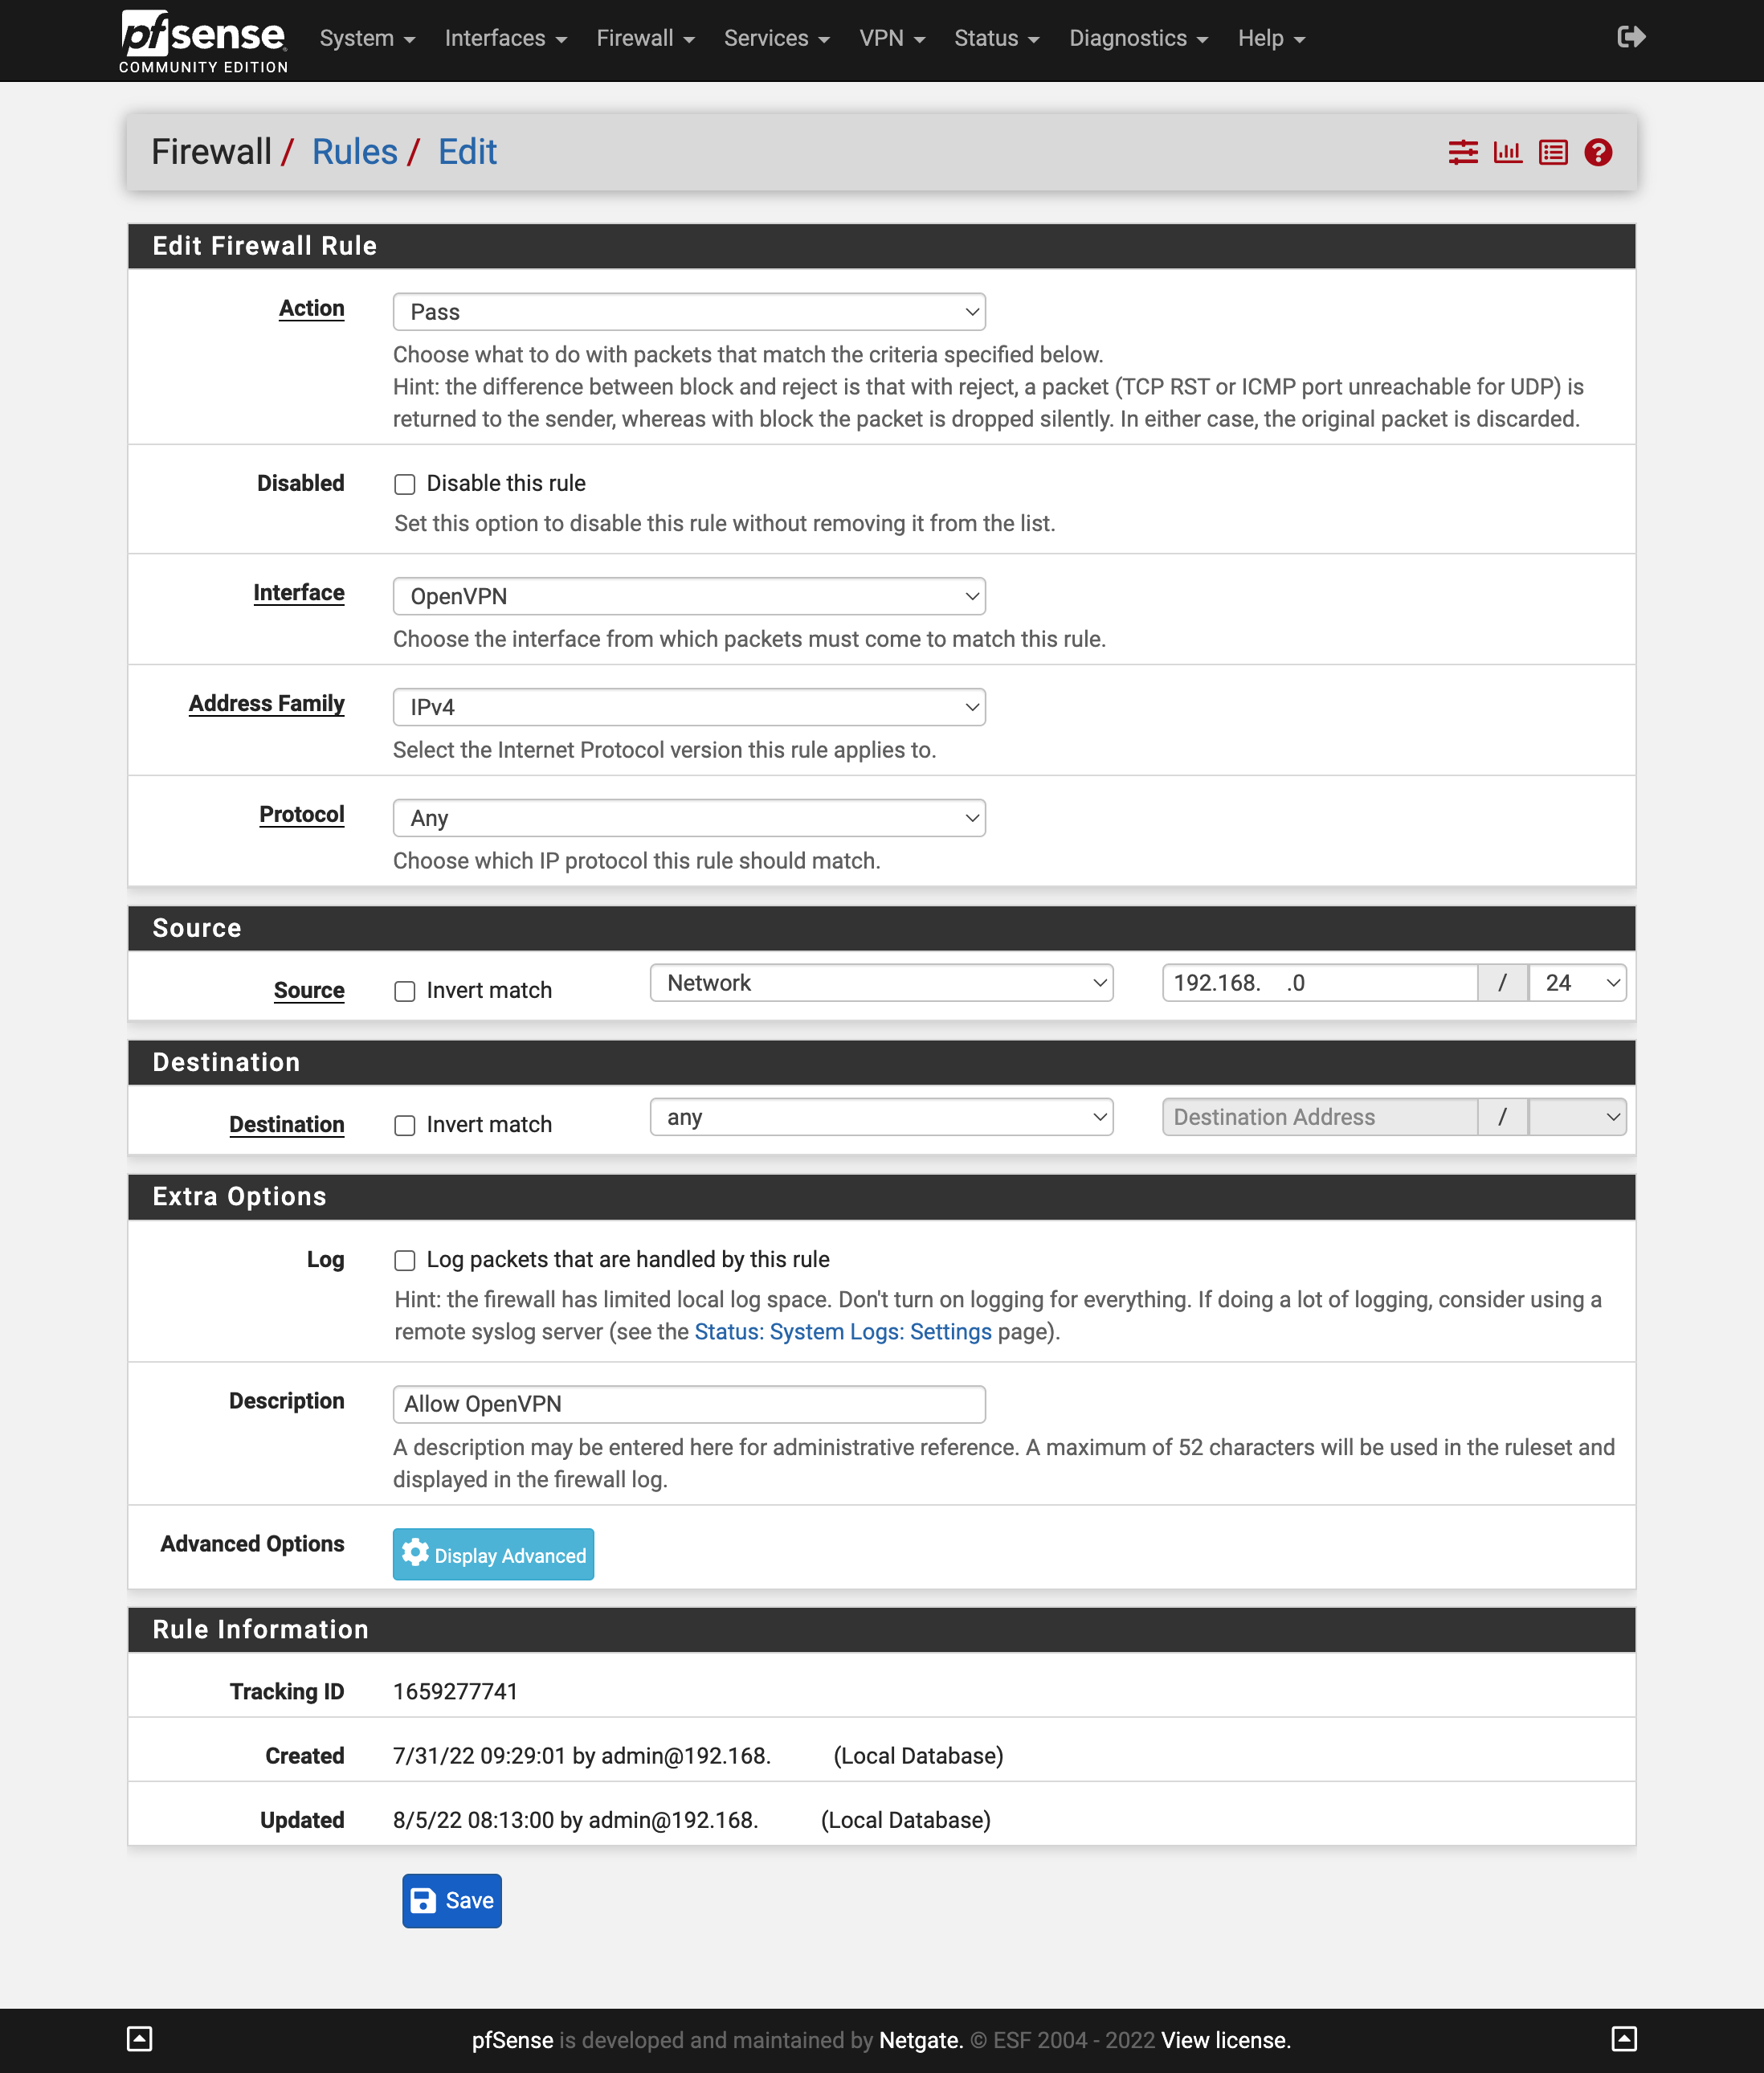 pfsense
COMMUNITY EDITION
System Interfaces Firewall Services VPN Status Diagnostics Help
Firewall / Rules / Edit
Edit Firewall Rule
Action Pass
Choose what to do with packets that match the criteria specified below.
Hint: the difference between block and reject is that with reject, a packet (TCP RST or ICMP port unreachable for UDP) is
returned to the sender, whereas with block the packet is dropped silently. In either case, the original packet is discarded.
Disabled Disable this rule
Set this option to disable this rule without removing it from the list.
Interface OpenVPN
Choose the interface from which packets must come to match this rule.
Address Family IPv4
Select the Internet Protocol version this rule applies to.
Protocol Any
Choose which IP protocol this rule should match.
Source
Source Invert match Network 192.168. .0 / 24
Destination
Destination Invert match any Destination Address /
Extra Options
Log Log packets that are handled by this rule
Hint: the firewall has limited local log space. Don't turn on logging for everything. If doing a lot of logging, consider using a
remote syslog server (see the Status: System Logs: Settings page).
Description Allow OpenVPN
A description may be entered here for administrative reference. A maximum of 52 characters will be used in the ruleset and
displayed in the firewall log.
Advanced Options Display Advanced
Rule Information
Tracking ID 1659277741
Created 7/31/22 09:29:01 by admin@192.168. (Local Database)
Updated 8/5/22 08:13:00 by admin@192.168. (Local Database)
Save
pfSense is developed and maintained by Netgate. © ESF 2004 - 2022 View license.